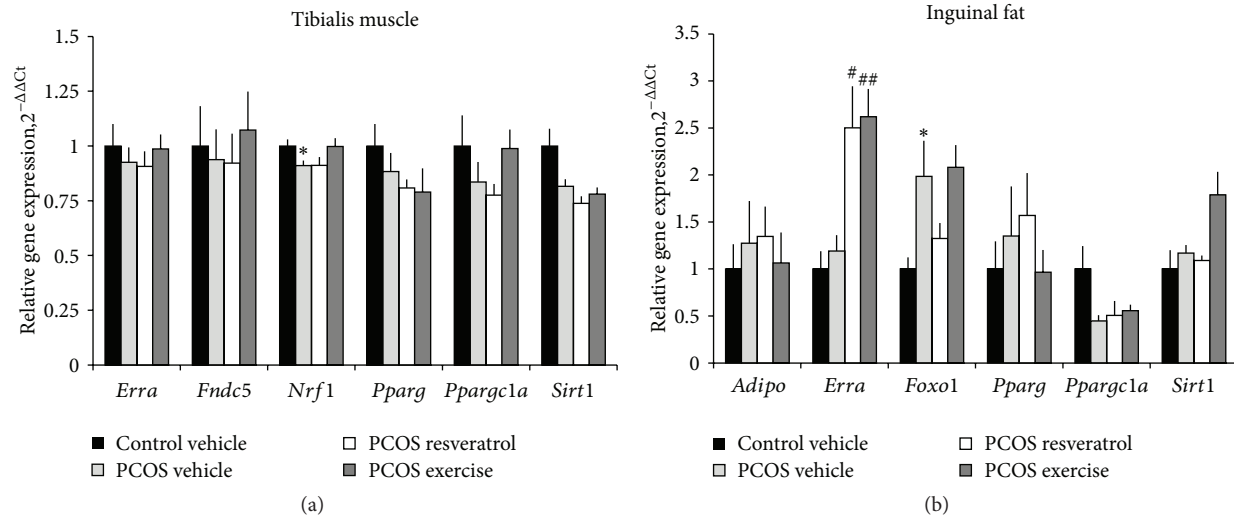 Tibialis muscle
Relative gene expression, 2^−ΔΔCt
1.5
1.25
1
0.75
0.5
0.25
0
*
Erra Fndc5 Nrf1 Pparg Ppargc1a Sirt1
Control vehicle
PCOS resveratrol
PCOS vehicle
PCOS exercise
(a)
Inguinal fat
Relative gene expression,2^−ΔΔCt
3.5
3
2.5
2
1.5
1
0.5
0
#
##
*
Adipo Erra Foxo1 Pparg Ppargc1a Sirt1
Control vehicle
PCOS resveratrol
PCOS vehicle
PCOS exercise
(b)